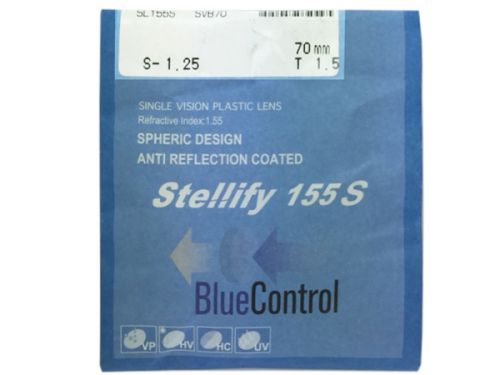 SL155S SVB70
70 mm
S- 1.25 T 1.5
SINGLE VISION PLASTIC LENS
Refractive Index:1.55
SPHERIC DESIGN
ANTI REFLECTION COATED
Stellify 155 S
BlueControl
VP HV HC UV